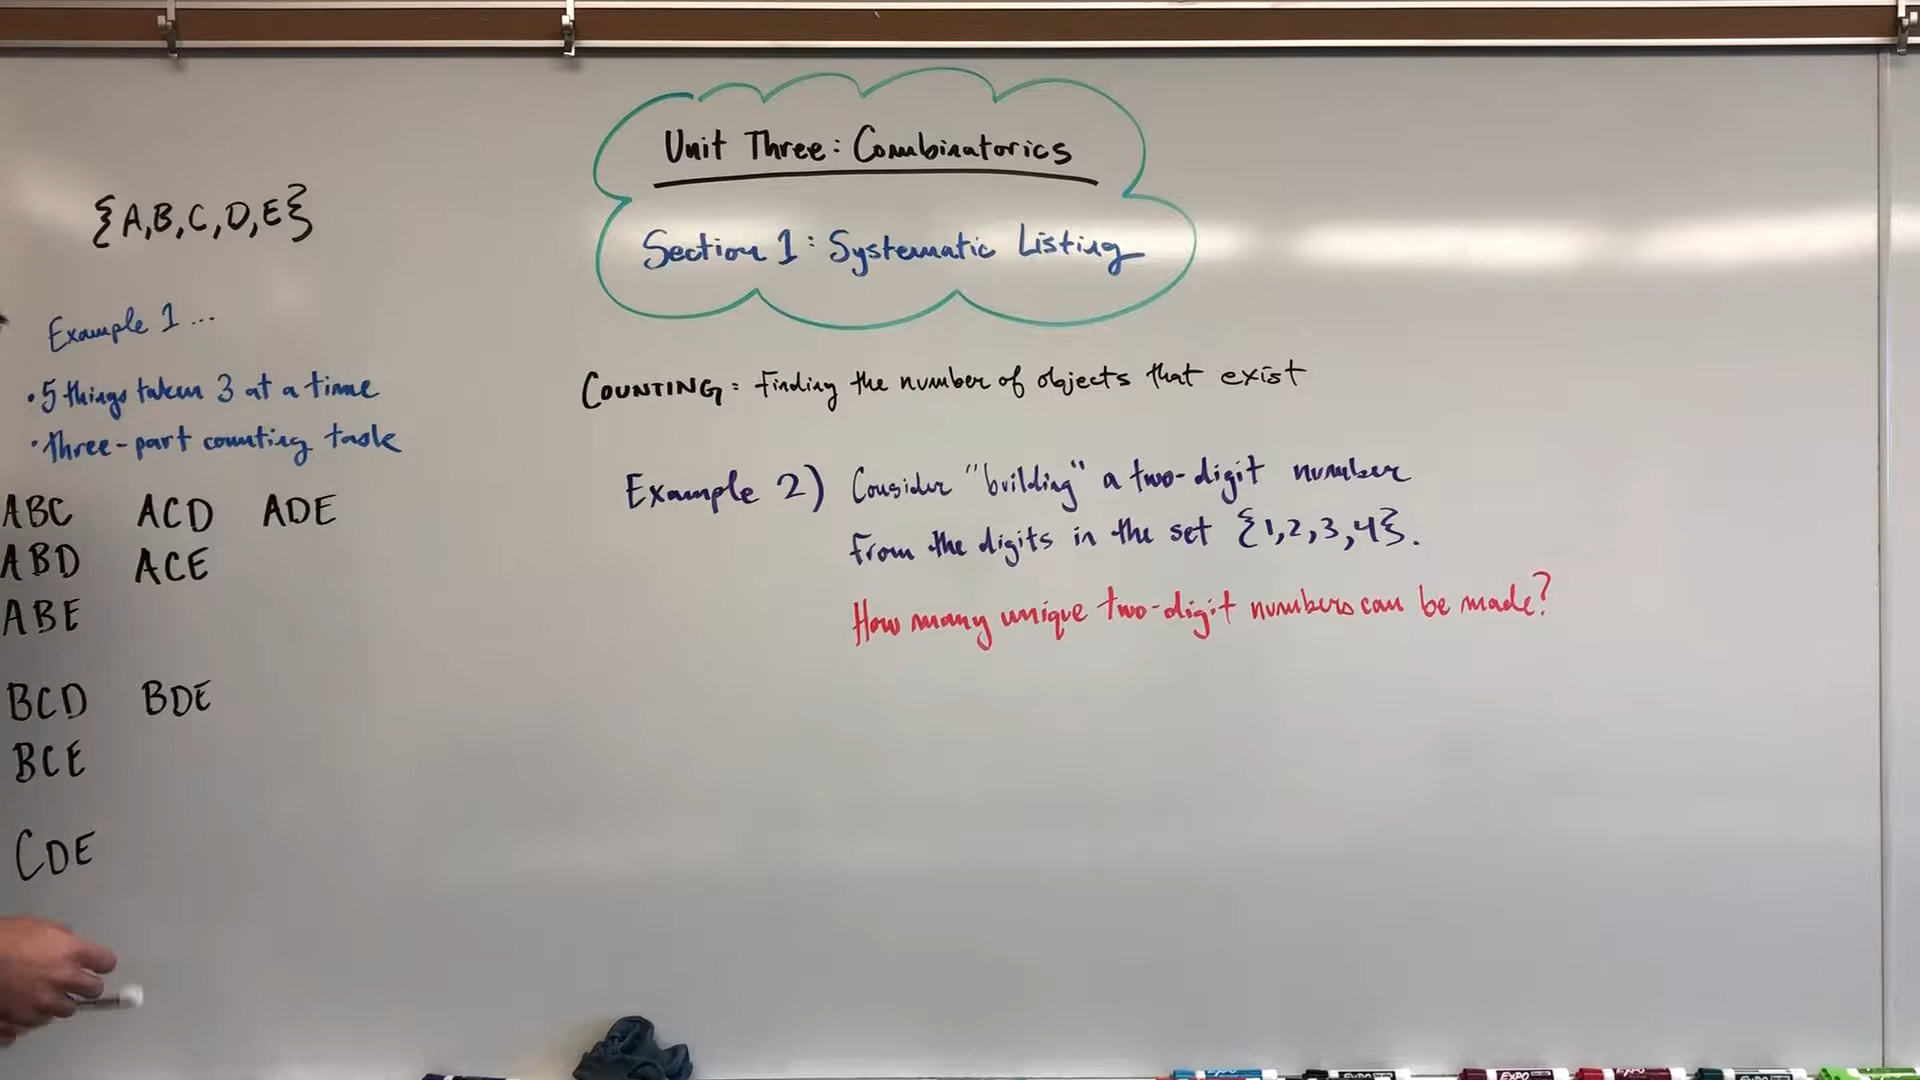 Unit Three: Combinatorics
Section 1: Systematic Listing
{A,B,C,D,E}
Example 1 ...
• 5 things taken 3 at a time
• Three-part counting task
ABC ACD ADE
ABD ACE
ABE
BCD BDE
BCE
CDE
COUNTING: Finding the number of objects that exist
Example 2) Consider "building" a two-digit number
from the digits in the set {1,2,3,4}.
How many unique two-digit numbers can be made?
EXPO
EXPO